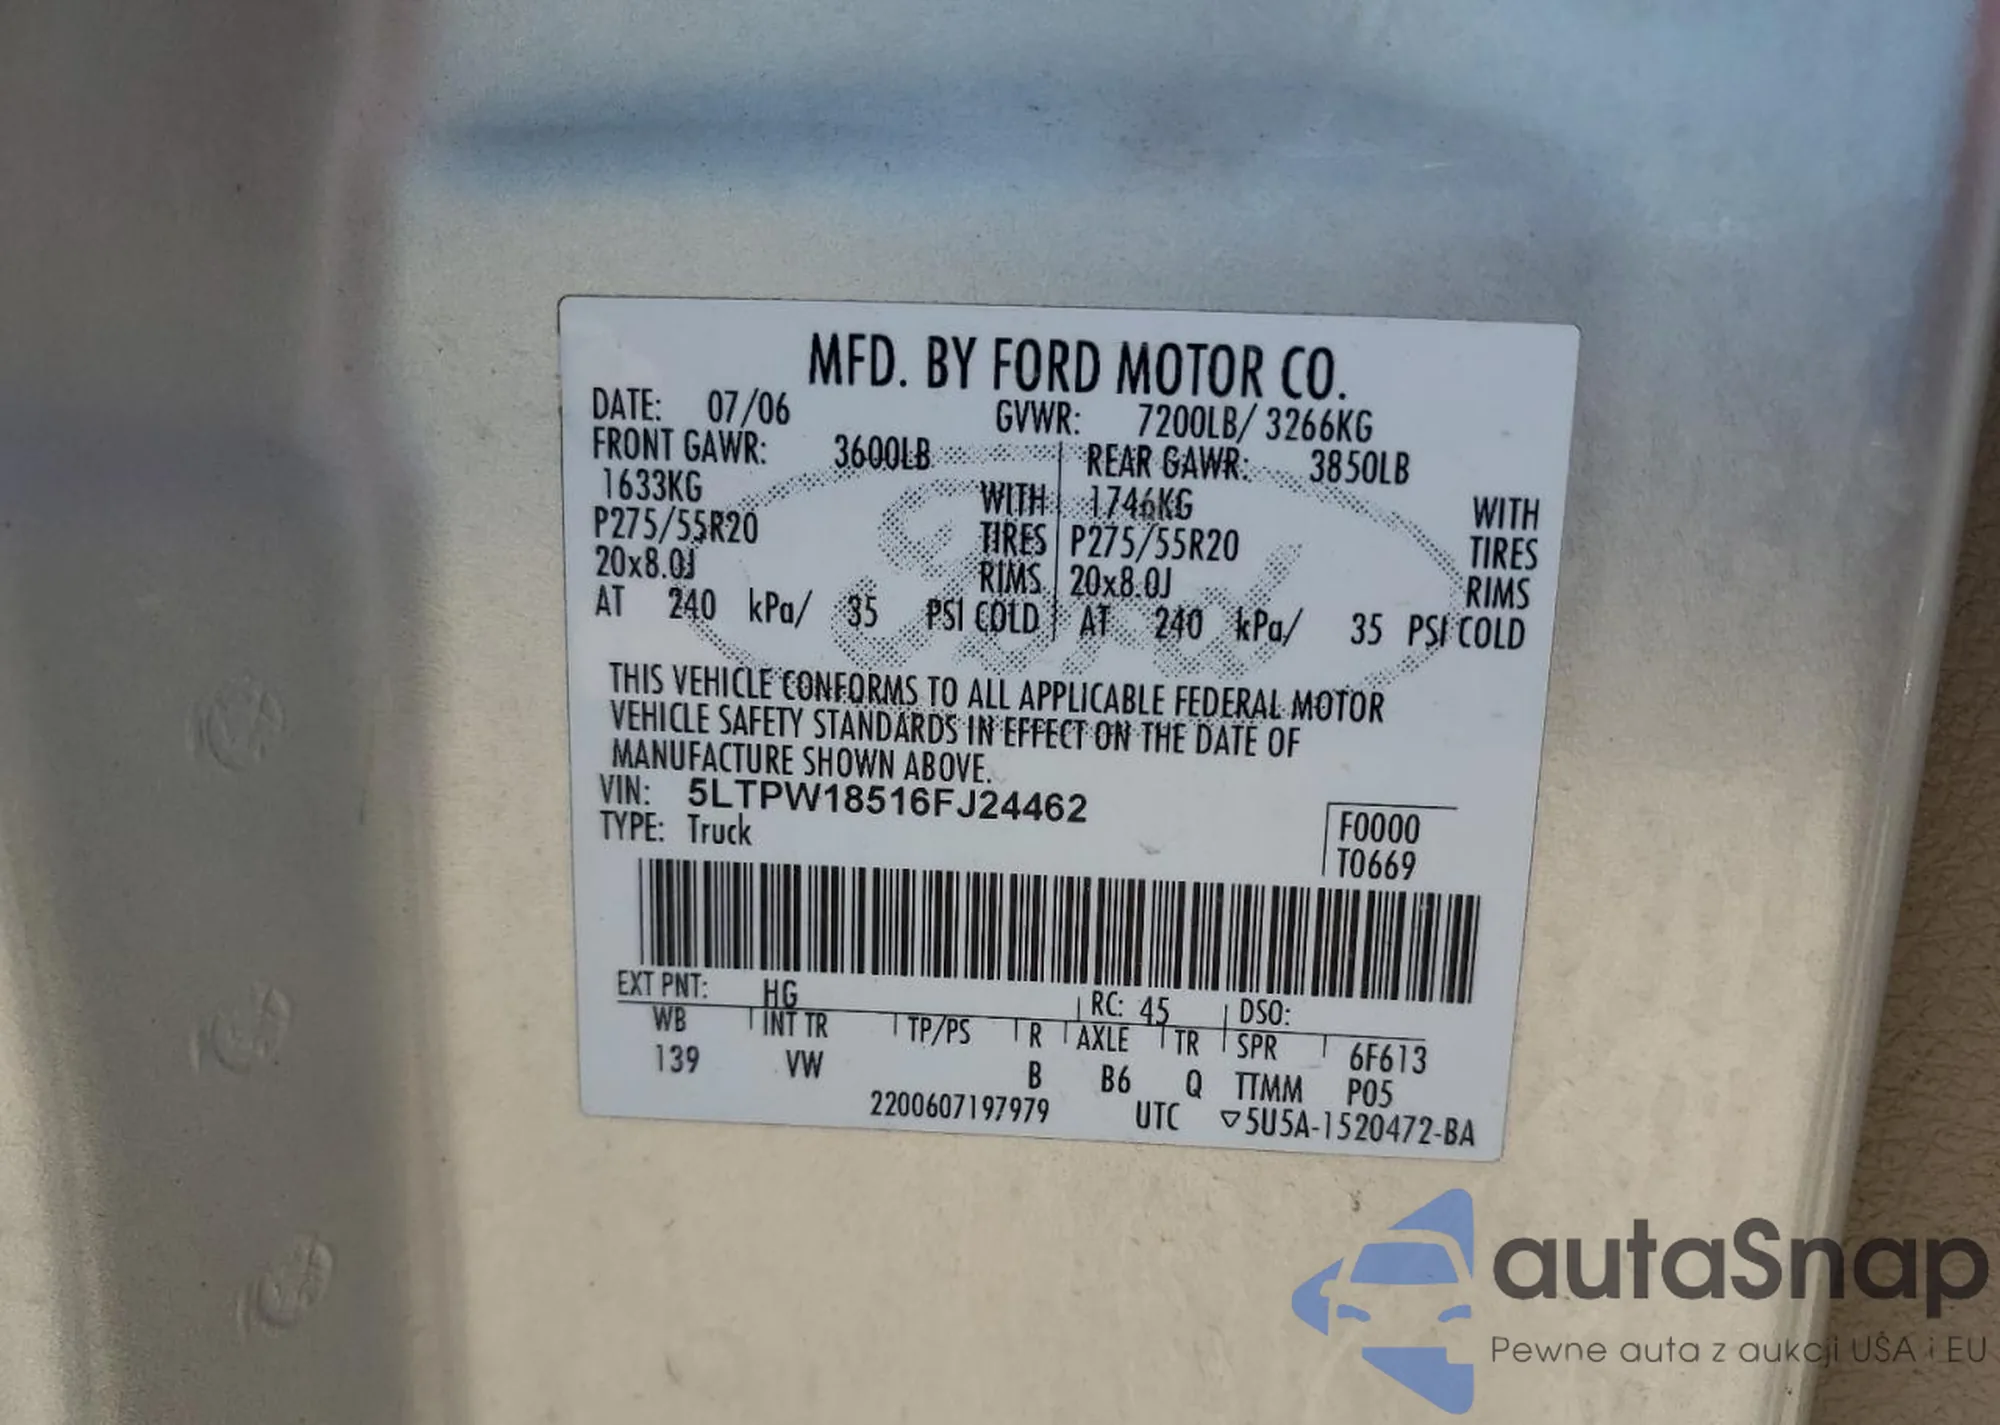 MFD. BY FORD MOTOR CO.
DATE: 07/06 GVWR: 7200LB/ 3266KG
FRONT GAWR: 3600LB REAR GAWR: 3850LB
1633KG WITH 1746KG WITH
P275/55R20 TIRES P275/55R20 TIRES
20x8.0J RIMS 20x8.0J RIMS
AT 240 kPa/ 35 PSI COLD AT 240 kPa/ 35 PSI COLD
Ford
THIS VEHICLE CONFORMS TO ALL APPLICABLE FEDERAL MOTOR
VEHICLE SAFETY STANDARDS IN EFFECT ON THE DATE OF
MANUFACTURE SHOWN ABOVE.
VIN: 5LTPW18516FJ24462
TYPE: Truck
F0000
T0669
EXT PNT: HG RC: 45 DSO:
WB INT TR TP/PS R AXLE TR SPR 6F613
139 VW B B6 Q TTMM P05
2200607197979 UTC ▽5U5A-1520472-BA
autaSnap
Pewne auta z aukcji USA i EU